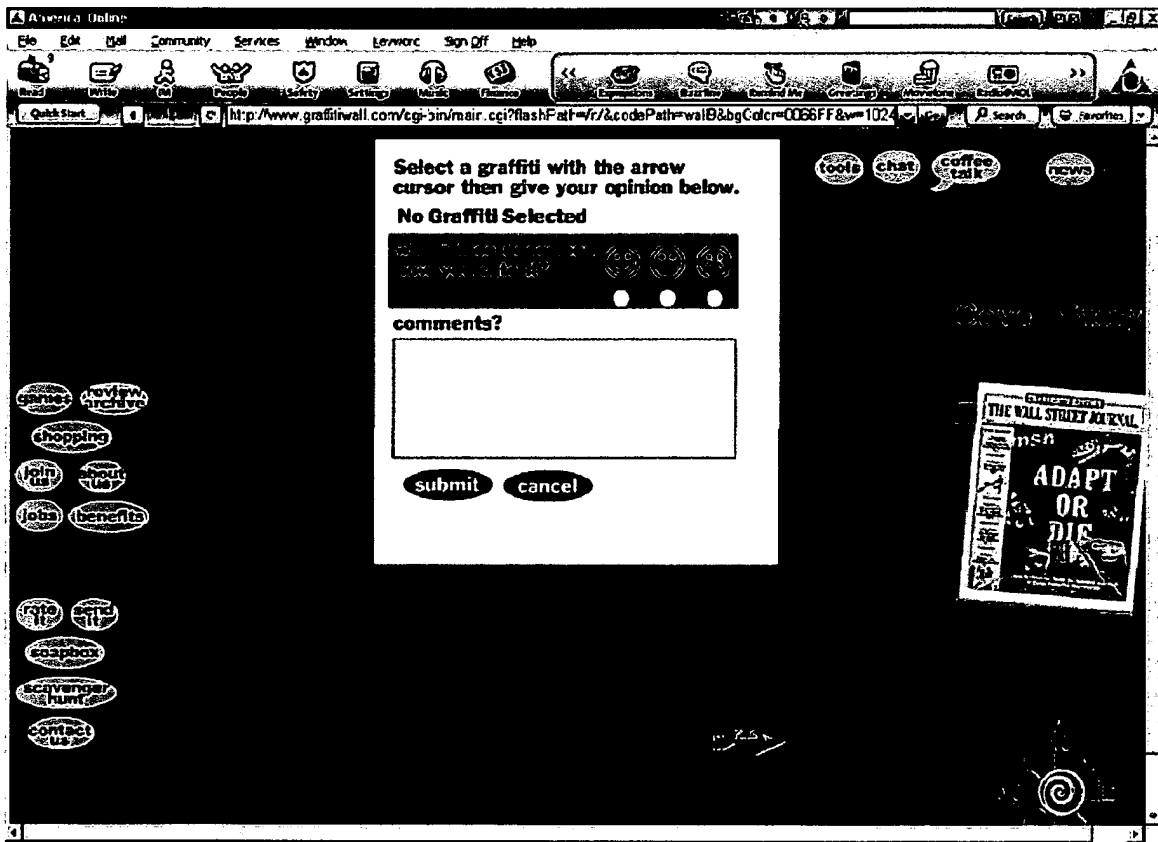 America Online
File Edit Mail Community Services Window Keyword Sign Off Help
9
Read Write IM People Safety Settings Music Finance << >>
Quick Start http://www.graffitiwall.com/cgi-bin/main.cgi?flashPath=/r/&codePath=wallB&bgColor=0066FF&w=1024 Search Favorites
Select a graffiti with the arrow
cursor then give your opinion below.
No Graffiti Selected
comments?
submit cancel
tools chat coffee
talk news
games review
archive
shopping
join
us about
us
jobs benefits
rate
it send
it
soapbox
scavenger
hunt
contact
us
THE WALL STREET JOURNAL
msn
ADAPT
OR
DIE